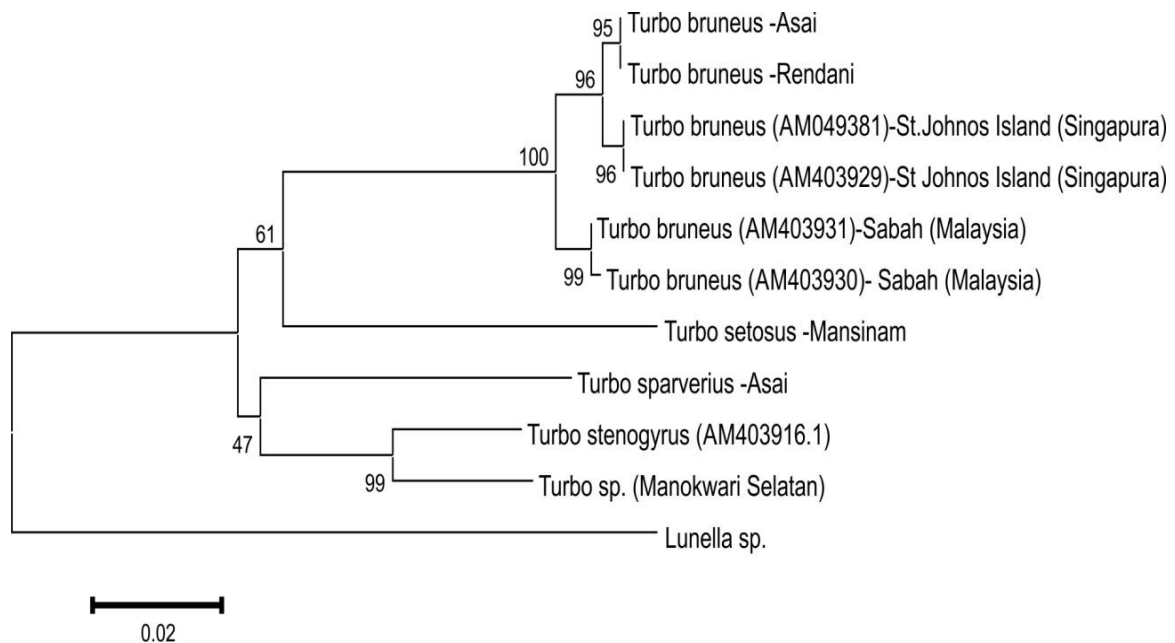 95
Turbo bruneus -Asai
Turbo bruneus -Rendani
96
Turbo bruneus (AM049381)-St.Johnos Island (Singapura)
100
96
Turbo bruneus (AM403929)-St Johnos Island (Singapura)
61
Turbo bruneus (AM403931)-Sabah (Malaysia)
99
Turbo bruneus (AM403930)- Sabah (Malaysia)
Turbo setosus -Mansinam
Turbo sparverius -Asai
47
Turbo stenogyrus (AM403916.1)
99
Turbo sp. (Manokwari Selatan)
Lunella sp.
0.02